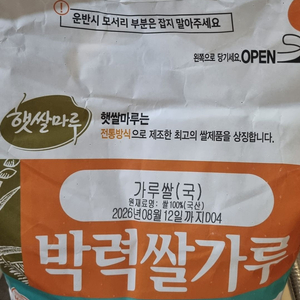 운반시 모서리 부분은 잡지 말아주세요
왼쪽으로 당기세요. OPEN
햇쌀마루
햇쌀마루는
전통방식으로 제조한 최고의 쌀제품을 상징합니다.
가루쌀(국)
원재료명: 쌀100%(국산)
2026년08월12일까지D04
박력쌀가루